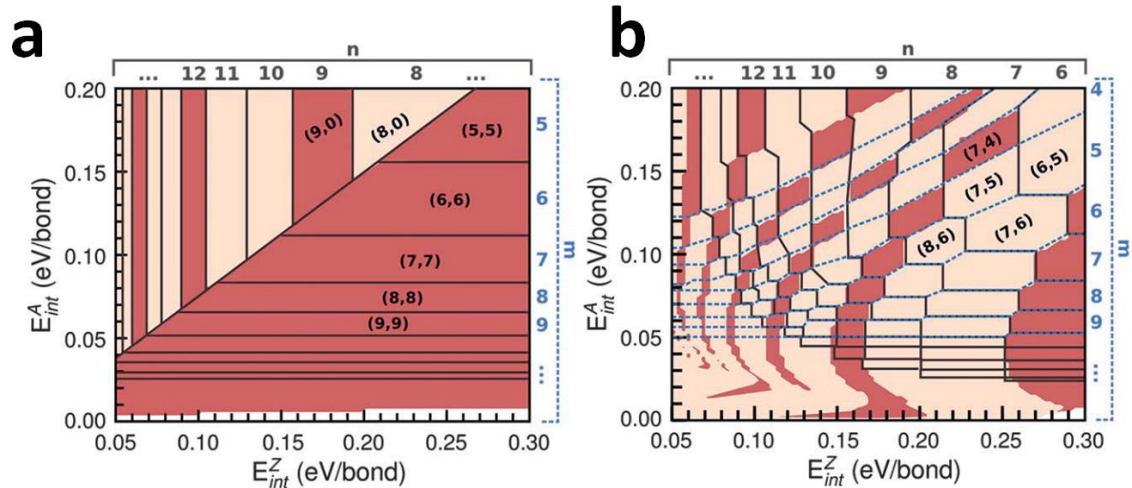 a
n
... 12 11 10 9 8 ...
0.20
0.15
0.10
0.05
0.00
E^A_int (eV/bond)
(9,0)
(8,0)
(5,5)
(6,6)
(7,7)
(8,8)
(9,9)
5
6
7
8
9
...
m
0.05 0.10 0.15 0.20 0.25 0.30
E^Z_int (eV/bond)
b
n
... 12 11 10 9 8 7 6
0.20
0.15
0.10
0.05
0.00
E^A_int (eV/bond)
(7,4)
(6,5)
(7,5)
(8,6)
(7,6)
4
5
6
7
8
9
...
m
0.05 0.10 0.15 0.20 0.25 0.30
E^Z_int (eV/bond)